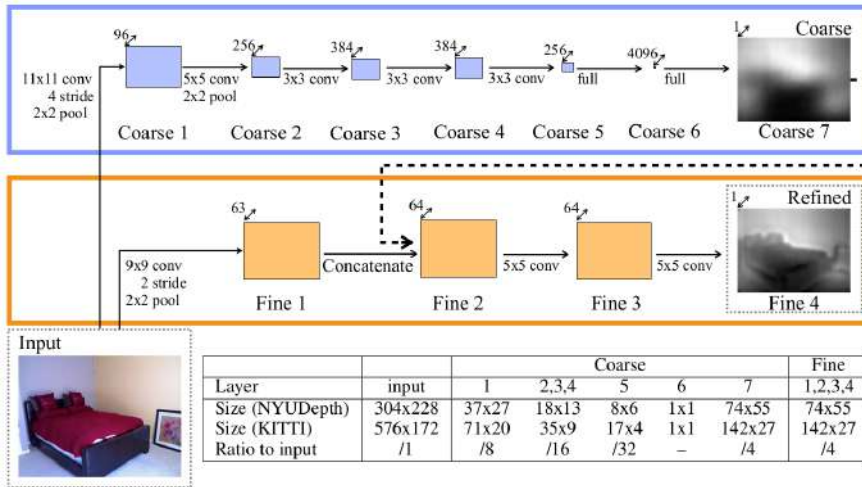 96
256
384
384
256
4096
1
Coarse
11x11 conv
4 stride
2x2 pool
5x5 conv
2x2 pool
3x3 conv
3x3 conv
3x3 conv
full
full
Coarse 1
Coarse 2
Coarse 3
Coarse 4
Coarse 5
Coarse 6
Coarse 7
63
64
64
1
Refined
9x9 conv
2 stride
2x2 pool
Concatenate
5x5 conv
5x5 conv
Fine 1
Fine 2
Fine 3
Fine 4
Input
Coarse Fine
Layer input 1 2,3,4 5 6 7 1,2,3,4
Size (NYUDepth) 304x228 37x27 18x13 8x6 1x1 74x55 74x55
Size (KITTI) 576x172 71x20 35x9 17x4 1x1 142x27 142x27
Ratio to input /1 /8 /16 /32 – /4 /4